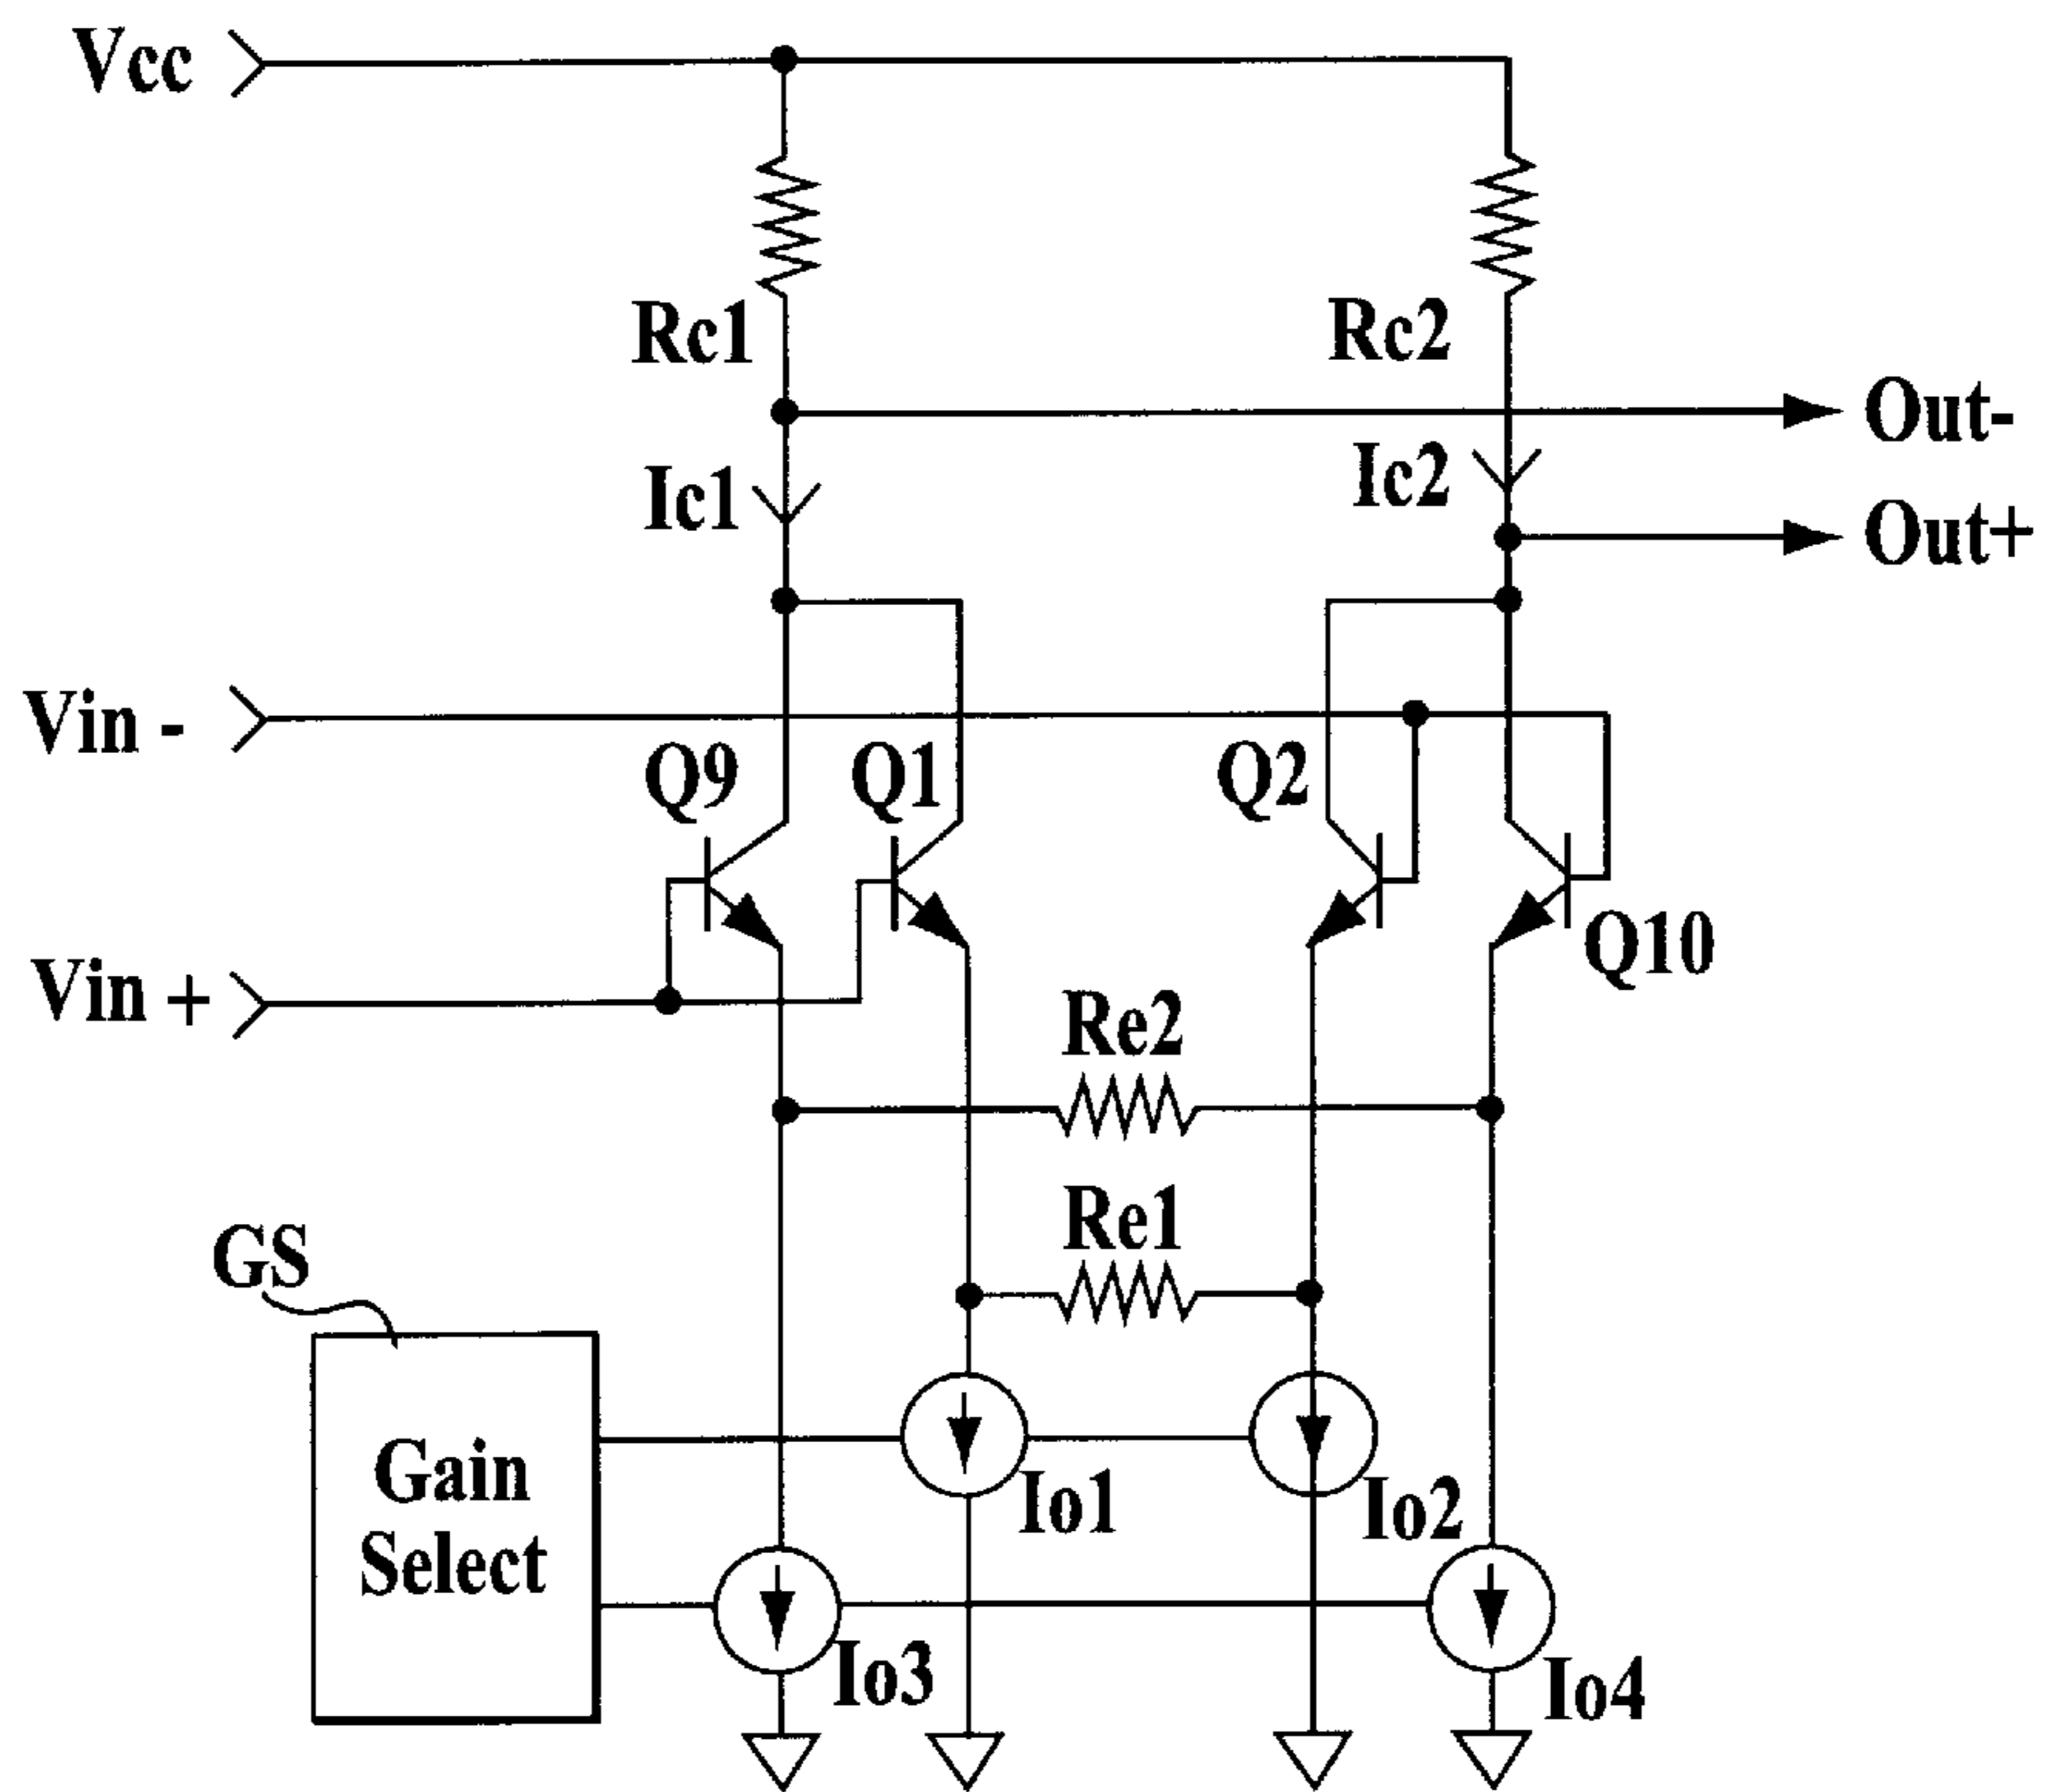 Vcc
Rc1
Rc2
Out-
Ic1
Ic2
Out+
Vin -
Q9
Q1
Q2
Q10
Vin +
Re2
Re1
GS
Gain
Select
Io1
Io2
Io3
Io4